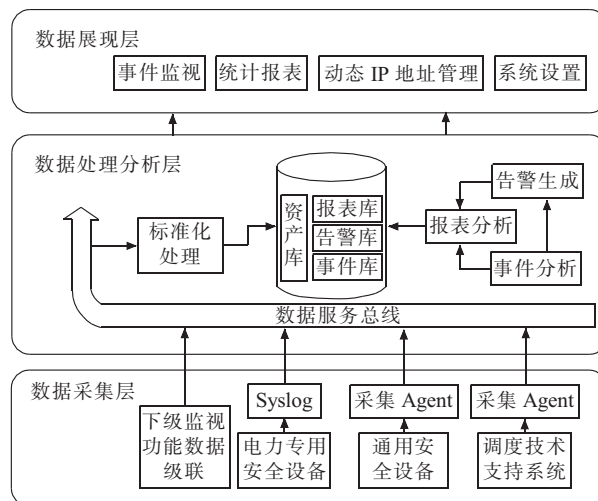 数据展现层
事件监视
统计报表
动态 IP 地址管理
系统设置
数据处理分析层
标准化
处理
资
产
库
报表库
告警库
事件库
告警生成
报表分析
事件分析
数据服务总线
数据采集层
下级监视
功能数据
级联
Syslog
电力专用
安全设备
采集 Agent
通用安
全设备
采集 Agent
调度技术
支持系统